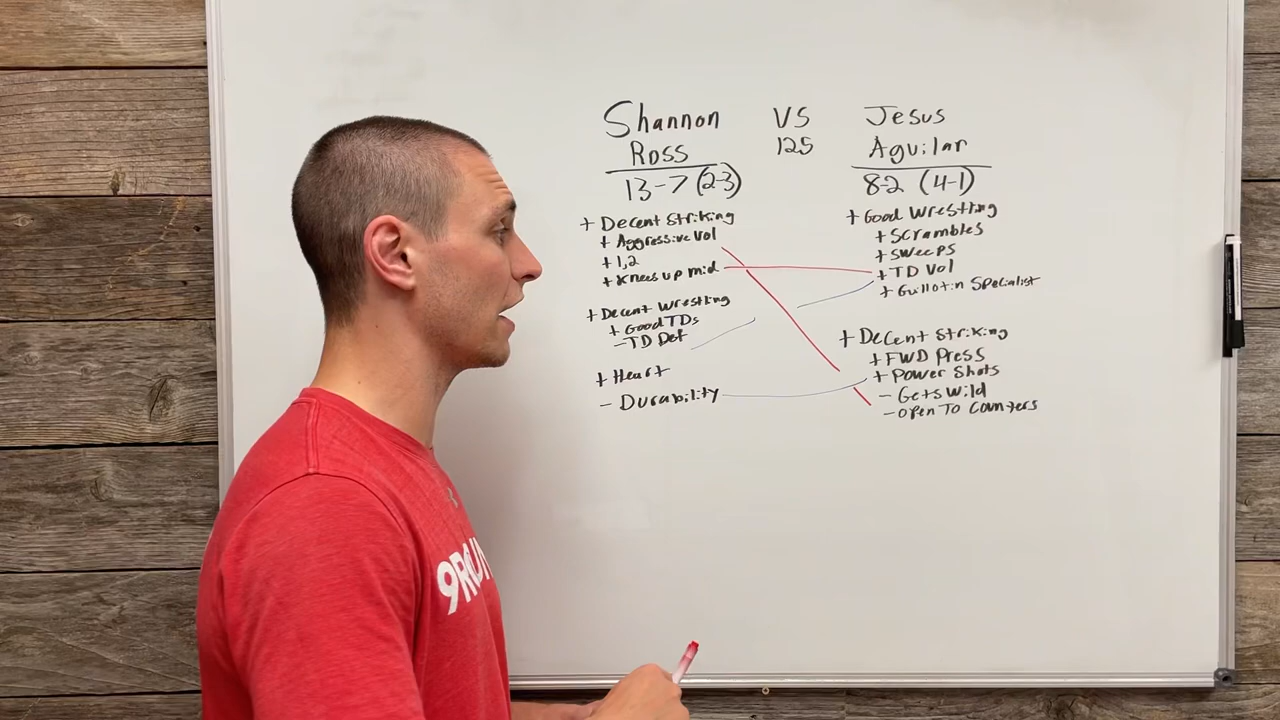 Shannon VS Jesus
Ross 125 Aguilar
13-7 (2-3) 8-2 (4-1)
+ Decent Striking
+ Aggressive Vol
+ 1,2
+ Knees up mid
+ Decent Wrestling
+ Good TDs
- TD Def
+ Heart
- Durability
+ Good Wrestling
+ Scrambles
+ Sweeps
+ TD Vol
+ Guillotin Specialist
+ Decent Striking
+ FWD Press
+ Power Shots
- Gets Wild
- Open To Counters